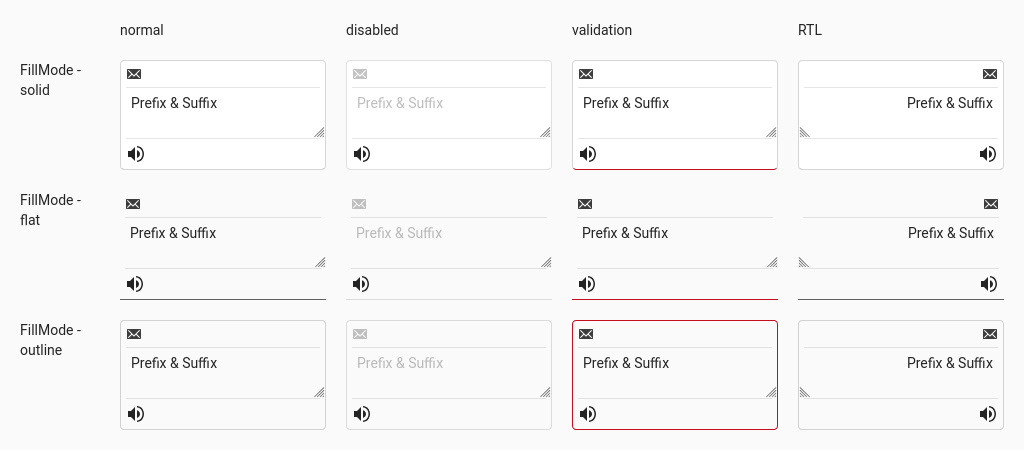 normal disabled validation RTL
FillMode -
solid
Prefix & Suffix Prefix & Suffix Prefix & Suffix Prefix & Suffix
FillMode -
flat
Prefix & Suffix Prefix & Suffix Prefix & Suffix Prefix & Suffix
FillMode -
outline
Prefix & Suffix Prefix & Suffix Prefix & Suffix Prefix & Suffix